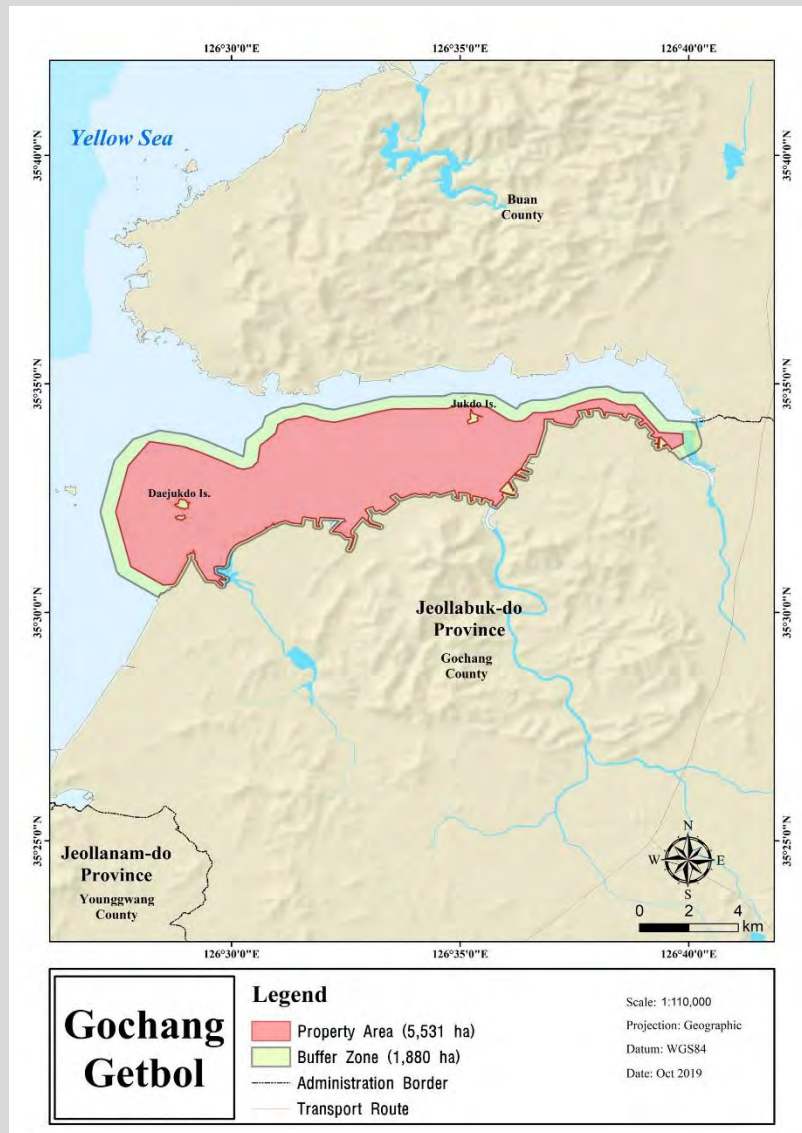 126°30'0"E 126°35'0"E 126°40'0"E
Yellow Sea
35°40'0"N
35°40'0"N
Buan
County
35°35'0"N
35°35'0"N
Jukdo Is.
Daejukdo Is.
35°30'0"N
35°30'0"N
Jeollabuk-do
Province
Gochang
County
35°25'0"N
35°25'0"N
Jeollanam-do
Province
Younggwang
County
N
W E
S
0 2 4
km
126°30'0"E 126°35'0"E 126°40'0"E
Gochang
Getbol
Legend
Property Area (5,531 ha)
Buffer Zone (1,880 ha)
Administration Border
Transport Route
Scale: 1:110,000
Projection: Geographic
Datum: WGS84
Date: Oct 2019